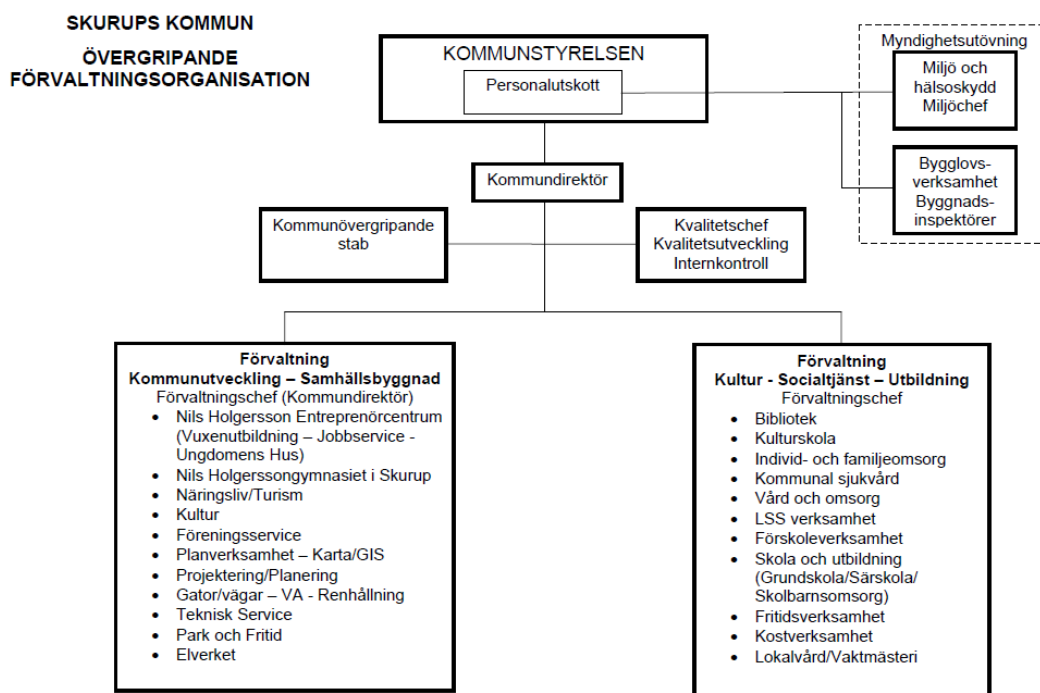 SKURUPS KOMMUN
ÖVERGRIPANDE
FÖRVALTNINGSORGANISATION
KOMMUNSTYRELSEN
Personalutskott
Myndighetsutövning
Miljö och
hälsoskydd
Miljöchef
Bygglovs-
verksamhet
Byggnads-
inspektörer
Kommundirektör
Kommunövergripande
stab
Kvalitetschef
Kvalitetsutveckling
Internkontroll
Förvaltning
Kommunutveckling – Samhällsbyggnad
Förvaltningschef (Kommundirektör)
• Nils Holgersson Entreprenörcentrum
(Vuxenutbildning – Jobbservice -
Ungdomens Hus)
• Nils Holgerssongymnasiet i Skurup
• Näringsliv/Turism
• Kultur
• Föreningsservice
• Planverksamhet – Karta/GIS
• Projektering/Planering
• Gator/vägar – VA - Renhållning
• Teknisk Service
• Park och Fritid
• Elverket
Förvaltning
Kultur - Socialtjänst – Utbildning
Förvaltningschef
• Bibliotek
• Kulturskola
• Individ- och familjeomsorg
• Kommunal sjukvård
• Vård och omsorg
• LSS verksamhet
• Förskoleverksamhet
• Skola och utbildning
(Grundskola/Särskola/
Skolbarnsomsorg)
• Fritidsverksamhet
• Kostverksamhet
• Lokalvård/Vaktmästeri